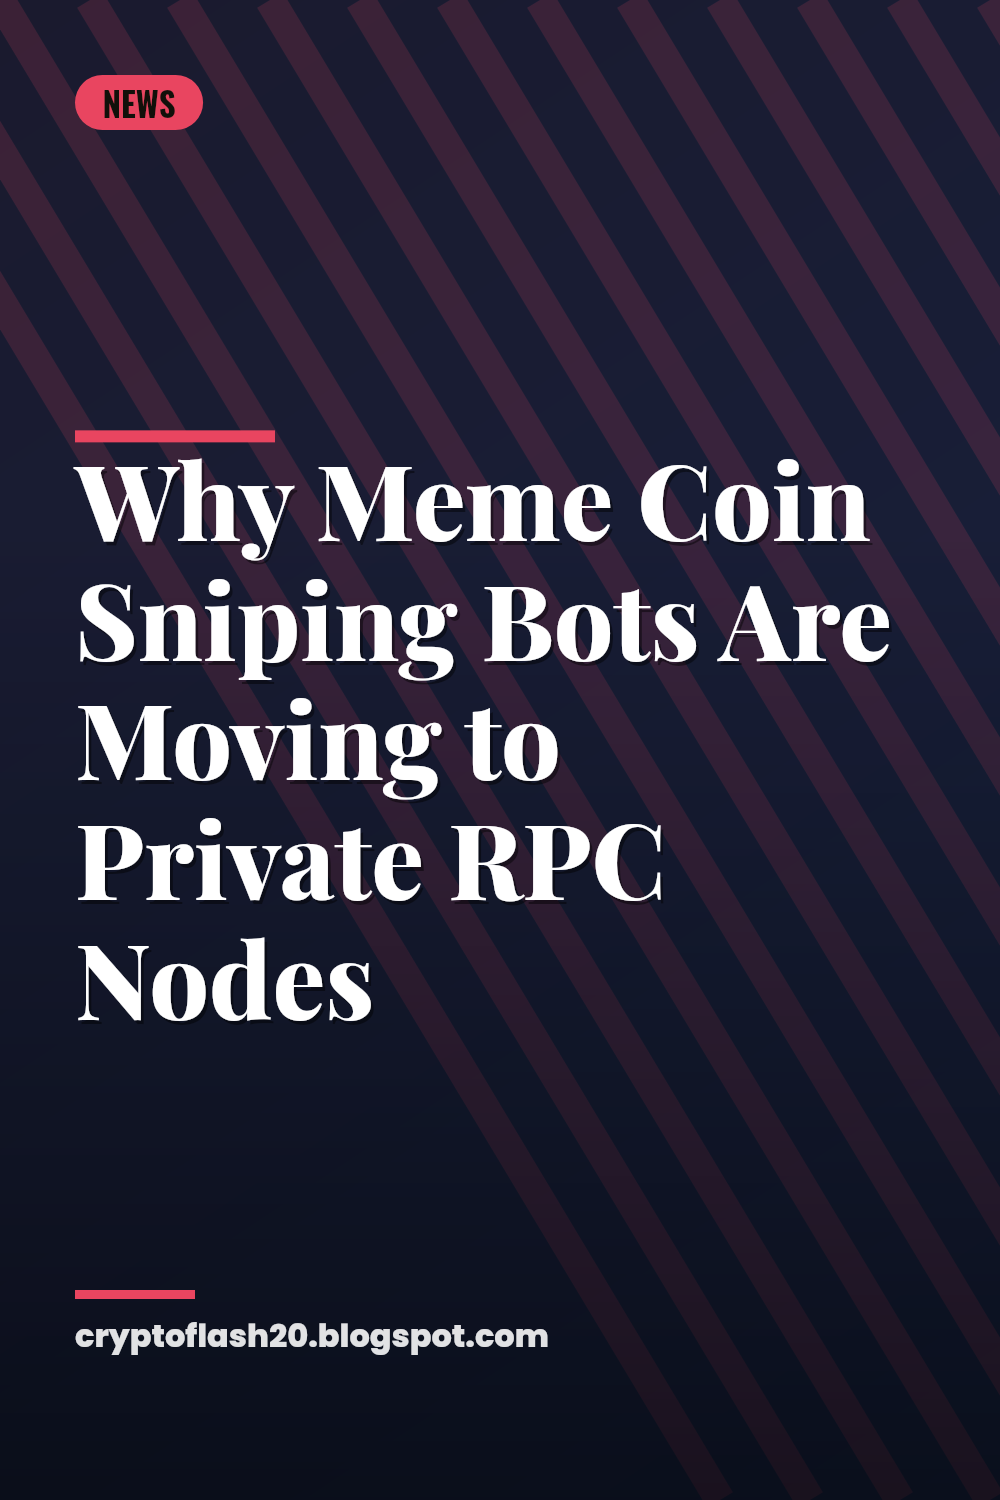 NEWS
Why Meme Coin
Sniping Bots Are
Moving to
Private RPC
Nodes
cryptoflash20.blogspot.com